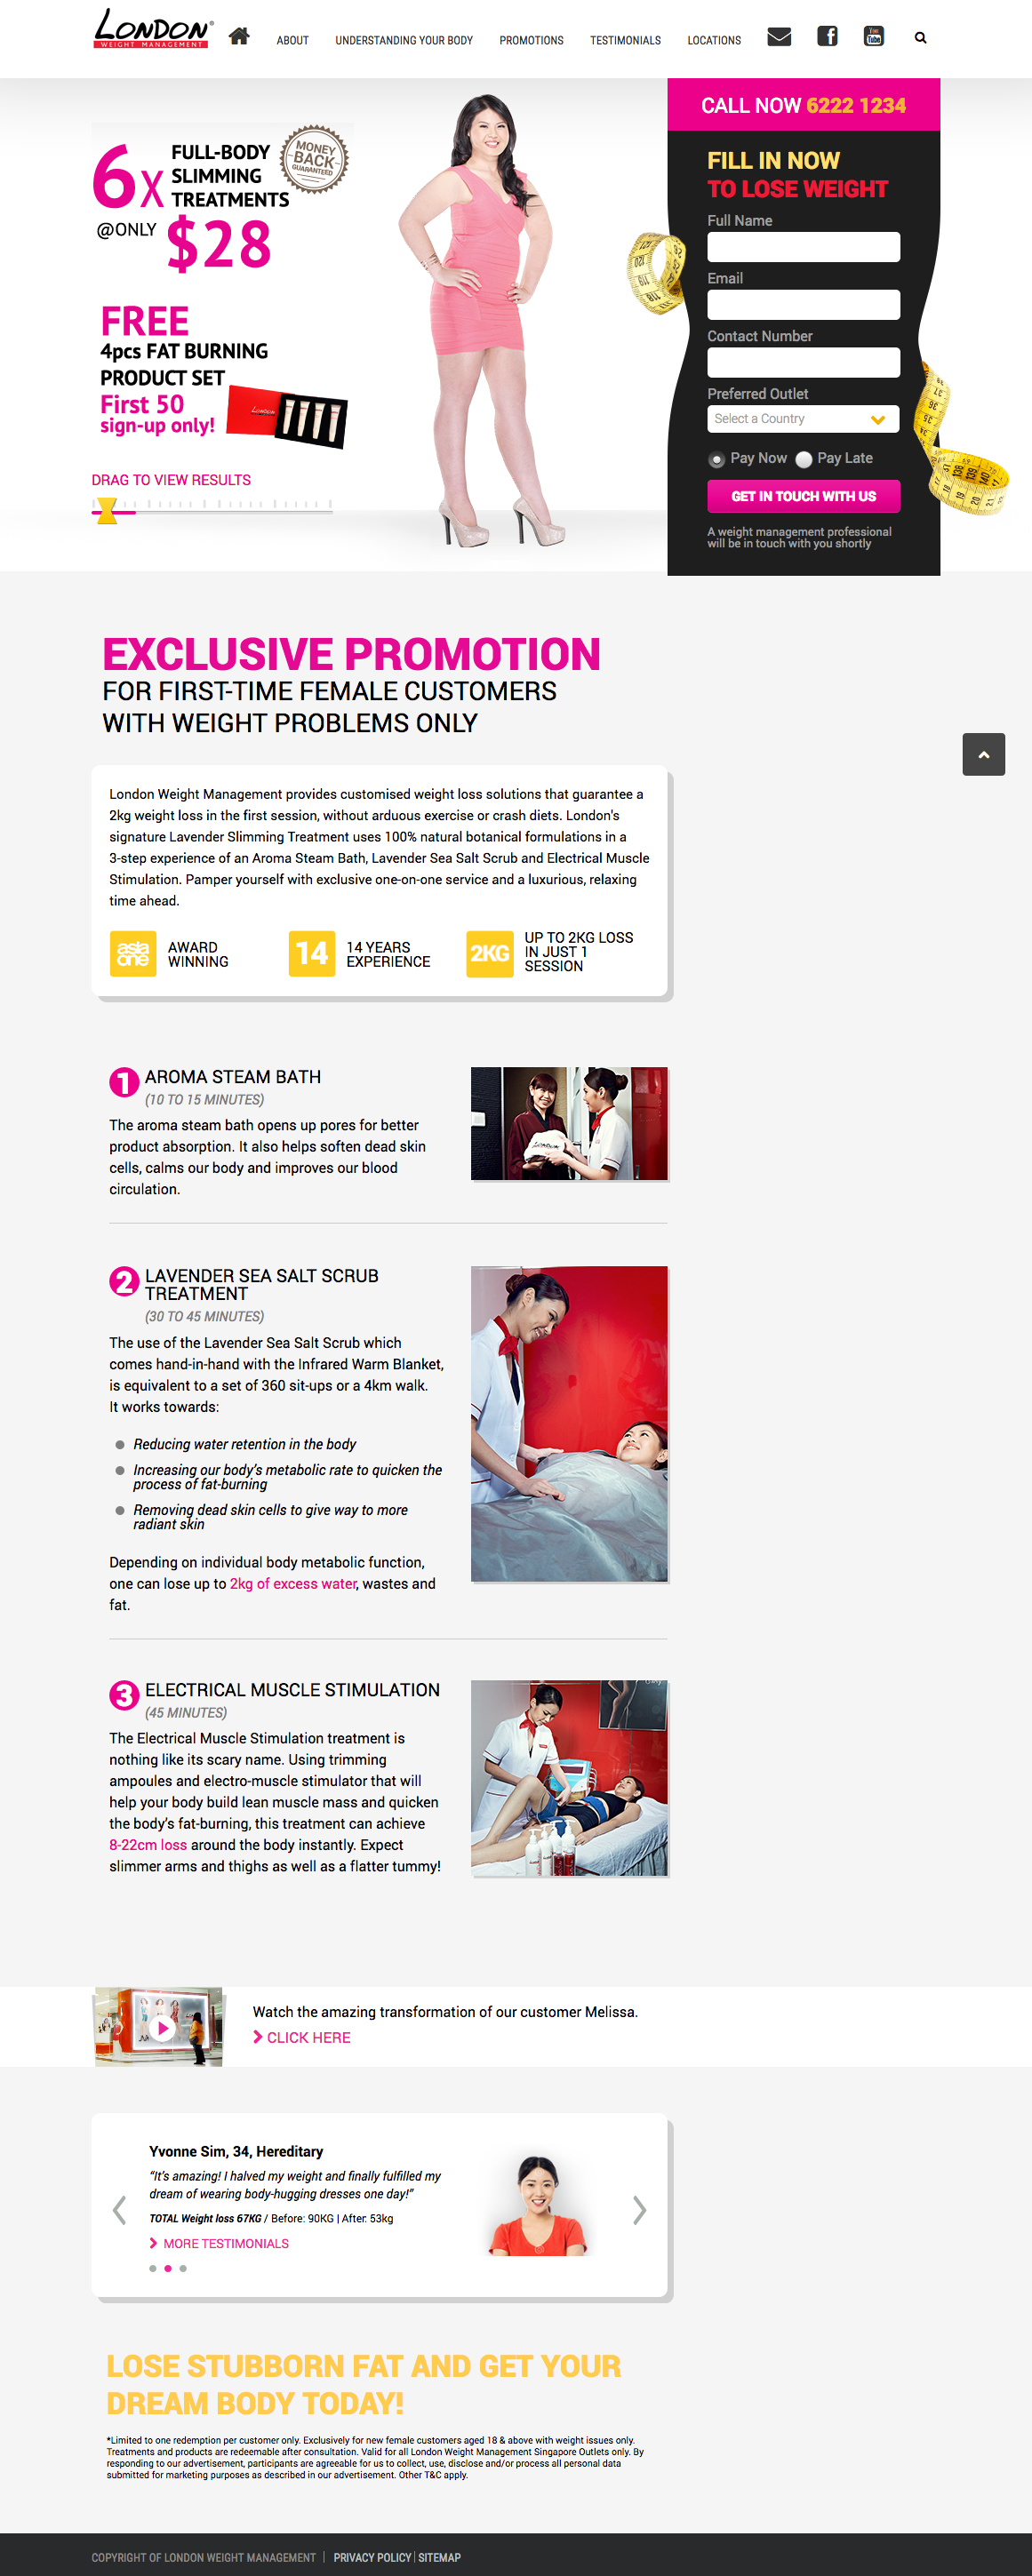 LONDON®
WEIGHT MANAGEMENT
ABOUT
UNDERSTANDING YOUR BODY
PROMOTIONS
TESTIMONIALS
LOCATIONS
You
Tube
6X
FULL-BODY
SLIMMING
TREATMENTS
MONEY
BACK
GUARANTEED
@ONLY $28
FREE
4pcs FAT BURNING
PRODUCT SET
First 50
sign-up only!
DRAG TO VIEW RESULTS
CALL NOW 6222 1234
FILL IN NOW
TO LOSE WEIGHT
Full Name
Email
Contact Number
Preferred Outlet
Select a Country
Pay Now
Pay Late
GET IN TOUCH WITH US
A weight management professional
will be in touch with you shortly
EXCLUSIVE PROMOTION
FOR FIRST-TIME FEMALE CUSTOMERS
WITH WEIGHT PROBLEMS ONLY
London Weight Management provides customised weight loss solutions that guarantee a
2kg weight loss in the first session, without arduous exercise or crash diets. London's
signature Lavender Slimming Treatment uses 100% natural botanical formulations in a
3-step experience of an Aroma Steam Bath, Lavender Sea Salt Scrub and Electrical Muscle
Stimulation. Pamper yourself with exclusive one-on-one service and a luxurious, relaxing
time ahead.
asia
one
AWARD
WINNING
14
14 YEARS
EXPERIENCE
2KG
UP TO 2KG LOSS
IN JUST 1
SESSION
1 AROMA STEAM BATH
(10 TO 15 MINUTES)
The aroma steam bath opens up pores for better
product absorption. It also helps soften dead skin
cells, calms our body and improves our blood
circulation.
2 LAVENDER SEA SALT SCRUB
TREATMENT
(30 TO 45 MINUTES)
The use of the Lavender Sea Salt Scrub which
comes hand-in-hand with the Infrared Warm Blanket,
is equivalent to a set of 360 sit-ups or a 4km walk.
It works towards:
Reducing water retention in the body
Increasing our body's metabolic rate to quicken the
process of fat-burning
Removing dead skin cells to give way to more
radiant skin
Depending on individual body metabolic function,
one can lose up to 2kg of excess water, wastes and
fat.
3 ELECTRICAL MUSCLE STIMULATION
(45 MINUTES)
The Electrical Muscle Stimulation treatment is
nothing like its scary name. Using trimming
ampoules and electro-muscle stimulator that will
help your body build lean muscle mass and quicken
the body's fat-burning, this treatment can achieve
8-22cm loss around the body instantly. Expect
slimmer arms and thighs as well as a flatter tummy!
Watch the amazing transformation of our customer Melissa.
CLICK HERE
Yvonne Sim, 34, Hereditary
“It's amazing! I halved my weight and finally fulfilled my
dream of wearing body-hugging dresses one day!”
TOTAL Weight loss 67KG / Before: 90KG | After: 53kg
MORE TESTIMONIALS
LOSE STUBBORN FAT AND GET YOUR
DREAM BODY TODAY!
*Limited to one redemption per customer only. Exclusively for new female customers aged 18 & above with weight issues only.
Treatments and products are redeemable after consultation. Valid for all London Weight Management Singapore Outlets only. By
responding to our advertisement, participants are agreeable for us to collect, use, disclose and/or process all personal data
submitted for marketing purposes as described in our advertisement. Other T&C apply.
COPYRIGHT OF LONDON WEIGHT MANAGEMENT | PRIVACY POLICY | SITEMAP